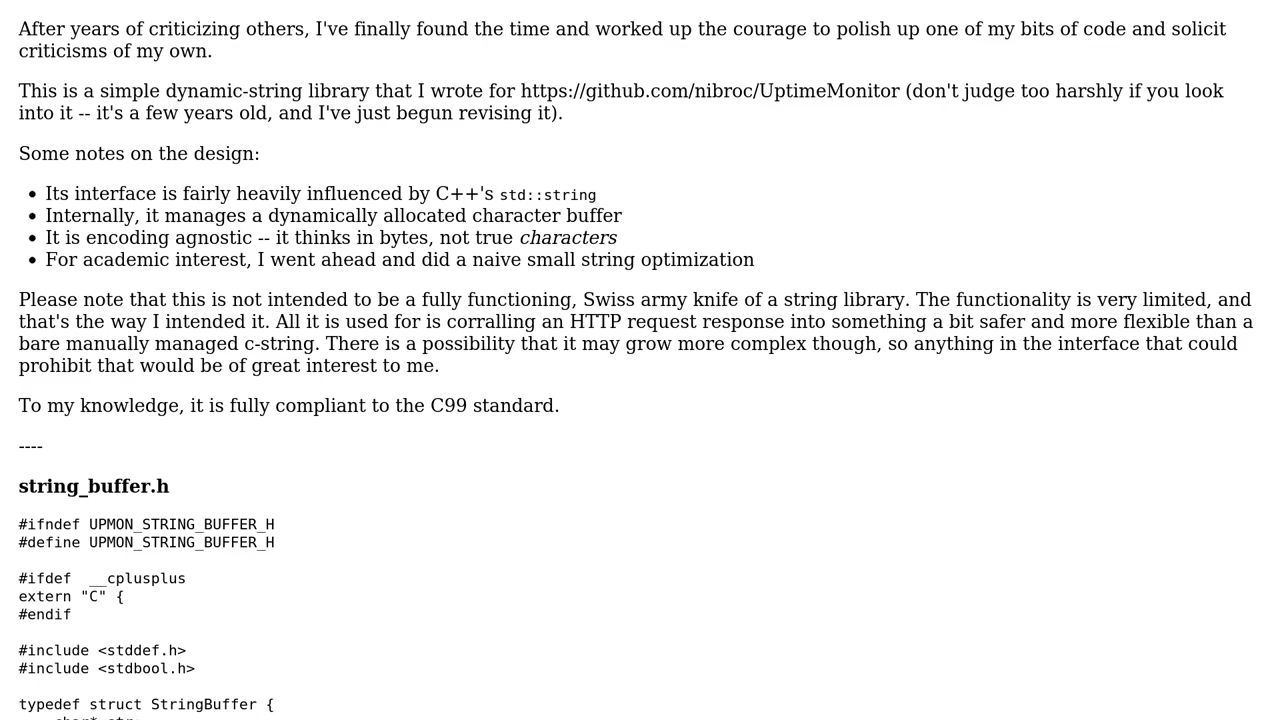 After years of criticizing others, I've finally found the time and worked up the courage to polish up one of my bits of code and solicit
criticisms of my own.
This is a simple dynamic-string library that I wrote for https://github.com/nibroc/UptimeMonitor (don't judge too harshly if you look
into it -- it's a few years old, and I've just begun revising it).
Some notes on the design:
• Its interface is fairly heavily influenced by C++'s std::string
• Internally, it manages a dynamically allocated character buffer
• It is encoding agnostic -- it thinks in bytes, not true characters
• For academic interest, I went ahead and did a naive small string optimization
Please note that this is not intended to be a fully functioning, Swiss army knife of a string library. The functionality is very limited, and
that's the way I intended it. All it is used for is corralling an HTTP request response into something a bit safer and more flexible than a
bare manually managed c-string. There is a possibility that it may grow more complex though, so anything in the interface that could
prohibit that would be of great interest to me.
To my knowledge, it is fully compliant to the C99 standard.
----
string_buffer.h
#ifndef UPMON_STRING_BUFFER_H
#define UPMON_STRING_BUFFER_H
#ifdef  __cplusplus
extern "C" {
#endif
#include <stddef.h>
#include <stdbool.h>
typedef struct StringBuffer {